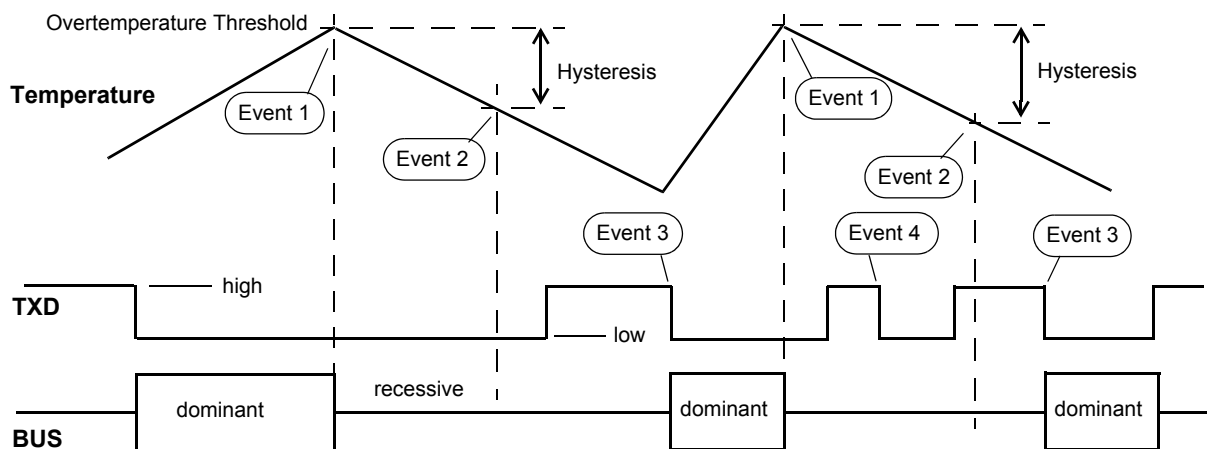 Overtemperature Threshold
Hysteresis
Hysteresis
Temperature
Event 1
Event 1
Event 2
Event 2
Event 3
Event 4
Event 3
high
TXD
low
recessive
dominant
dominant
dominant
BUS